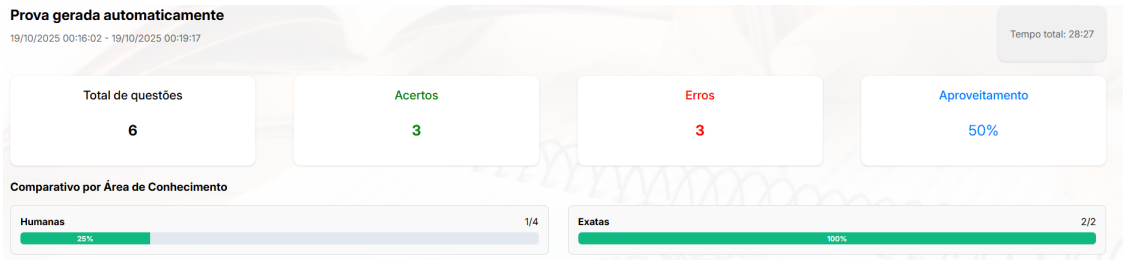 Prova gerada automaticamente
19/10/2025 00:16:02 - 19/10/2025 00:19:17
Tempo total: 28:27
Total de questões
6
Acertos
3
Erros
3
Aproveitamento
50%
Comparativo por Área de Conhecimento
Humanas 1/4
25%
Exatas 2/2
100%